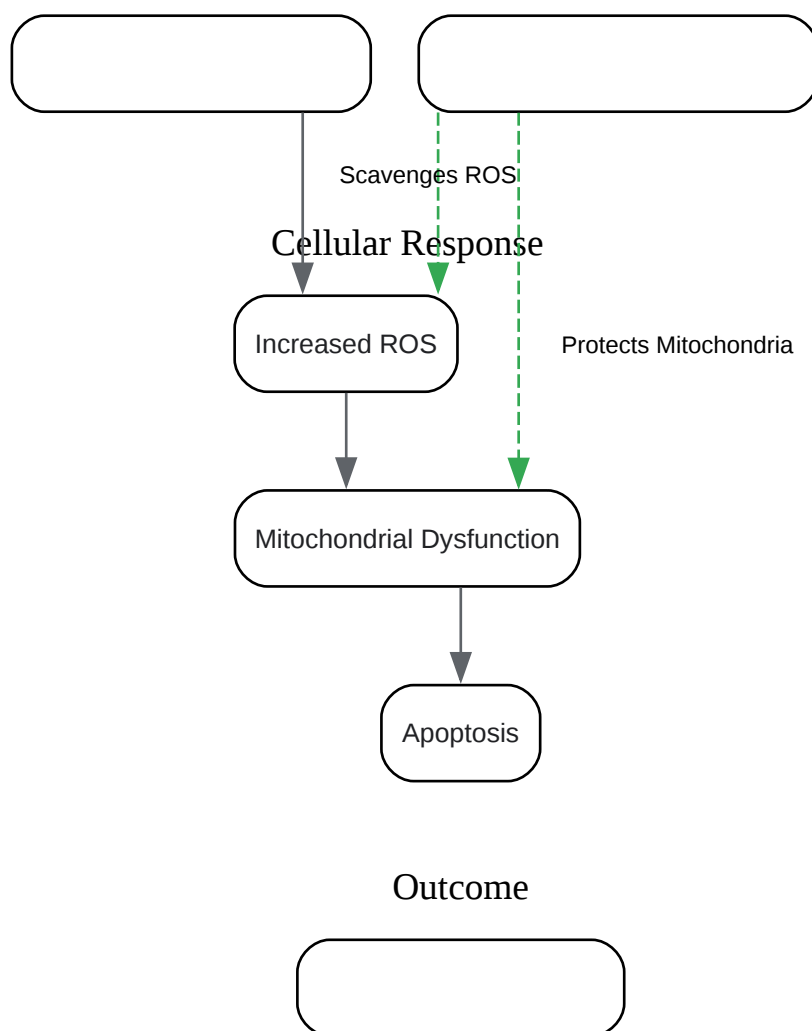 Scavenges ROS
Cellular Response
Increased ROS
Protects Mitochondria
Mitochondrial Dysfunction
Apoptosis
Outcome